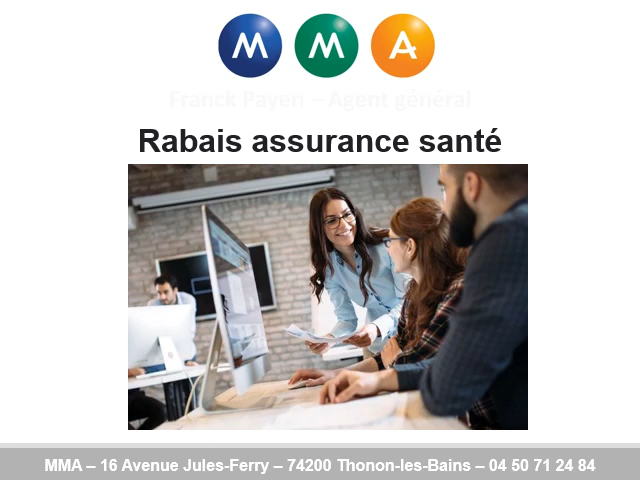 MMA
Franck Payen – Agent général
Rabais assurance santé
MMA – 16 Avenue Jules-Ferry – 74200 Thonon-les-Bains – 04 50 71 24 84